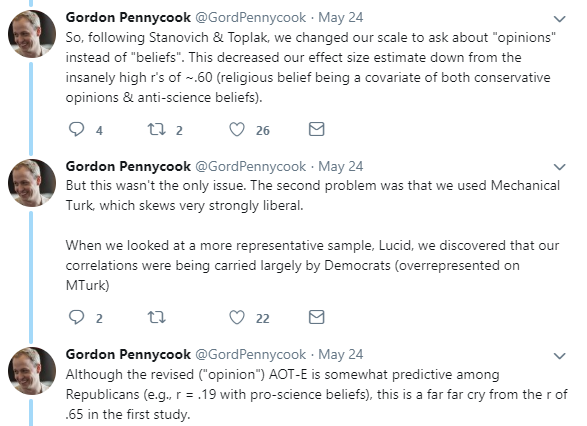 Gordon Pennycook @GordPennycook · May 24
So, following Stanovich & Toplak, we changed our scale to ask about "opinions"
instead of "beliefs". This decreased our effect size estimate down from the
insanely high r's of ~.60 (religious belief being a covariate of both conservative
opinions & anti-science beliefs).
4 2 26
Gordon Pennycook @GordPennycook · May 24
But this wasn't the only issue. The second problem was that we used Mechanical
Turk, which skews very strongly liberal.
When we looked at a more representative sample, Lucid, we discovered that our
correlations were being carried largely by Democrats (overrepresented on
MTurk)
2 22
Gordon Pennycook @GordPennycook · May 24
Although the revised ("opinion") AOT-E is somewhat predictive among
Republicans (e.g., r = .19 with pro-science beliefs), this is a far far cry from the r of
.65 in the first study.